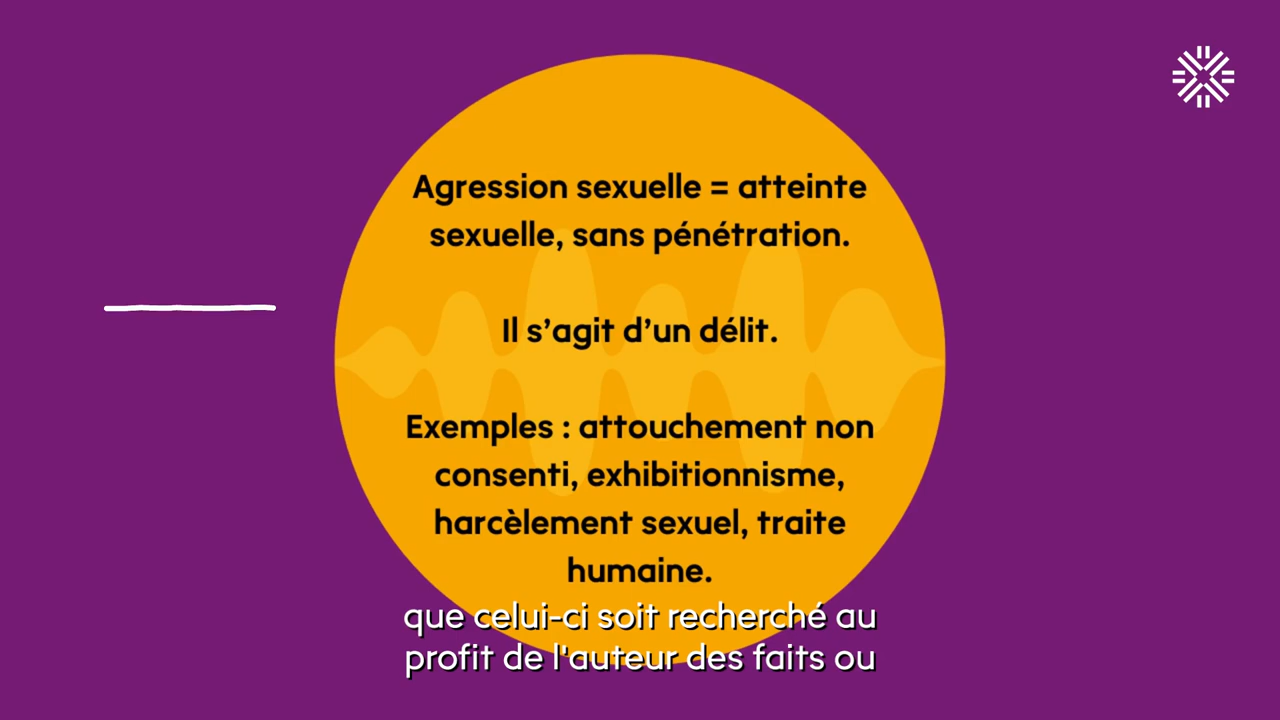 Agression sexuelle = atteinte
sexuelle, sans pénétration.
Il s’agit d’un délit.
Exemples : attouchement non
consenti, exhibitionnisme,
harcèlement sexuel, traite
humaine.
que celui-ci soit recherché au
profit de l'auteur des faits ou